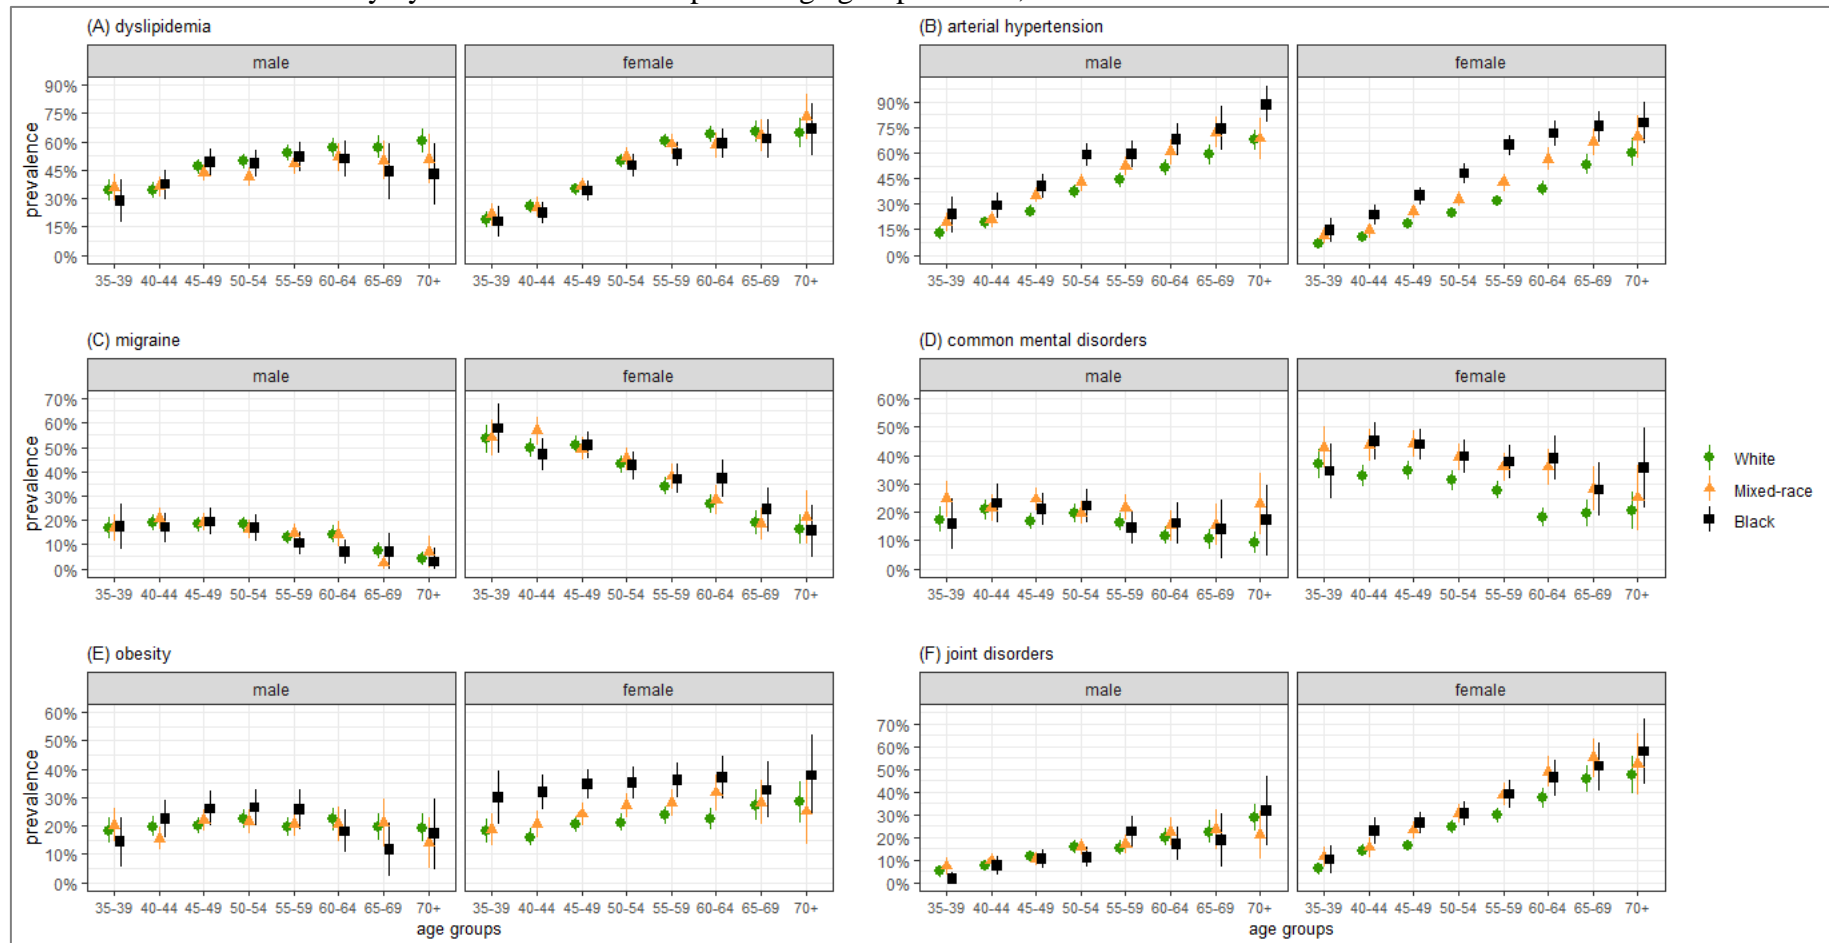 (A) dyslipidemia
male
female
prevalence
90%
75%
60%
45%
30%
15%
0%
35-39 40-44 45-49 50-54 55-59 60-64 65-69 70+
35-39 40-44 45-49 50-54 55-59 60-64 65-69 70+
(B) arterial hypertension
male
female
90%
75%
60%
45%
30%
15%
0%
35-39 40-44 45-49 50-54 55-59 60-64 65-69 70+
35-39 40-44 45-49 50-54 55-59 60-64 65-69 70+
(C) migraine
male
female
prevalence
70%
60%
50%
40%
30%
20%
10%
0%
35-39 40-44 45-49 50-54 55-59 60-64 65-69 70+
35-39 40-44 45-49 50-54 55-59 60-64 65-69 70+
(D) common mental disorders
male
female
60%
50%
40%
30%
20%
10%
0%
35-39 40-44 45-49 50-54 55-59 60-64 65-69 70+
35-39 40-44 45-49 50-54 55-59 60-64 65-69 70+
White
Mixed-race
Black
(E) obesity
male
female
prevalence
60%
50%
40%
30%
20%
10%
0%
35-39 40-44 45-49 50-54 55-59 60-64 65-69 70+
35-39 40-44 45-49 50-54 55-59 60-64 65-69 70+
age groups
(F) joint disorders
male
female
70%
60%
50%
40%
30%
20%
10%
0%
35-39 40-44 45-49 50-54 55-59 60-64 65-69 70+
35-39 40-44 45-49 50-54 55-59 60-64 65-69 70+
age groups